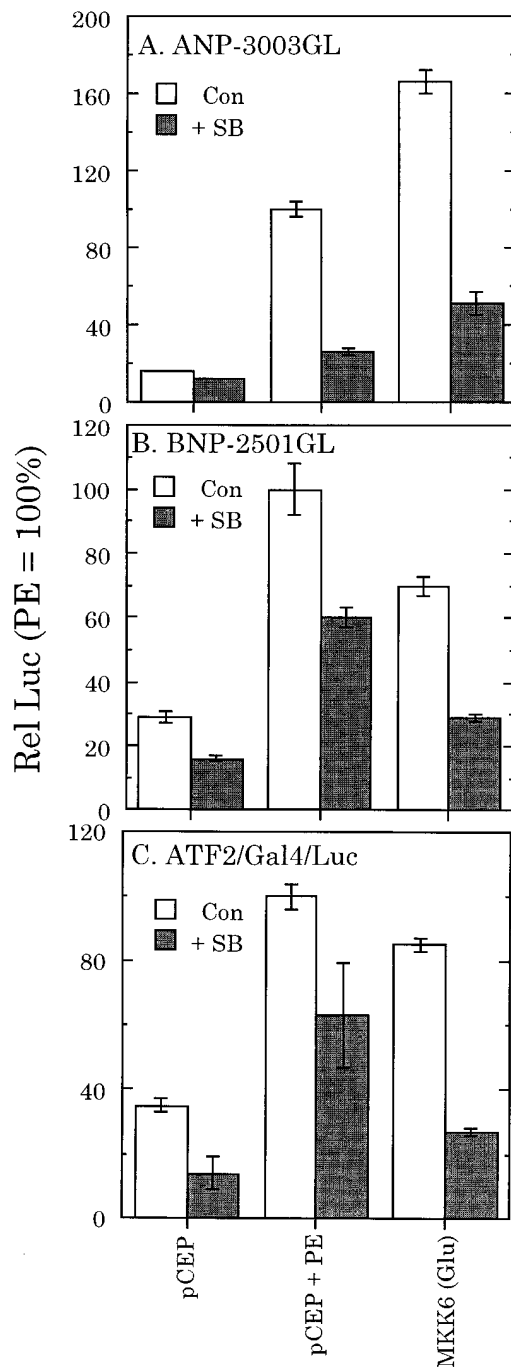 A. ANP-3003GL
Con
+ SB
200
160
120
80
40
0
B. BNP-2501GL
Con
+ SB
120
100
80
60
40
20
0
C. ATF2/Gal4/Luc
Con
+ SB
120
80
40
0
Rel Luc (PE = 100%)
pCEP
pCEP + PE
MKK6 (Glu)